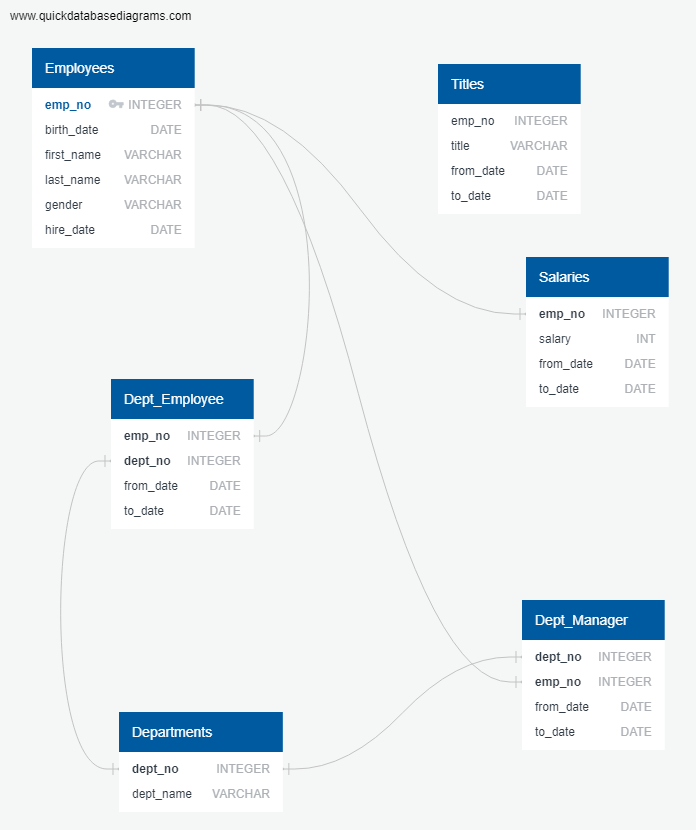 www.quickdatabasediagrams.com
Employees
emp_no INTEGER
birth_date DATE
first_name VARCHAR
last_name VARCHAR
gender VARCHAR
hire_date DATE
Titles
emp_no INTEGER
title VARCHAR
from_date DATE
to_date DATE
Salaries
emp_no INTEGER
salary INT
from_date DATE
to_date DATE
Dept_Employee
emp_no INTEGER
dept_no INTEGER
from_date DATE
to_date DATE
Dept_Manager
dept_no INTEGER
emp_no INTEGER
from_date DATE
to_date DATE
Departments
dept_no INTEGER
dept_name VARCHAR